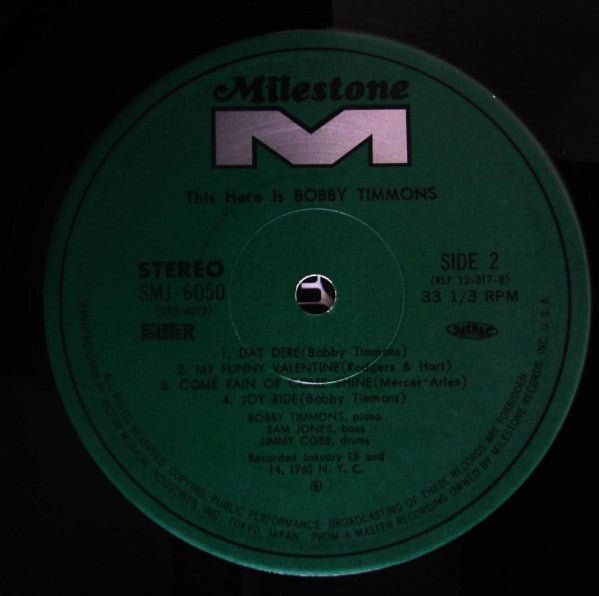 Milestone
M
This Here Is BOBBY TIMMONS
STEREO
SMJ-6050
SIDE 2
(RLP 12-317-B)
33 1/3 RPM
1. DAT DERE(Bobby Timmons)
2. MY FUNNY VALENTINE(Rodgers & Hart)
3. COME RAIN OR COME SHINE(Mercer-Arlen)
4. JOY RIDE(Bobby Timmons)
BOBBY TIMMONS, piano
SAM JONES, bass
JIMMY COBB, drums
Recorded January 13 and
14, 1960 N. Y. C.
MANUFACTURED BY VICTOR MUSICAL INDUSTRIES, INC. TOKYO, JAPAN. FROM A MASTER RECORDING OWNED BY MILESTONE RECORDS INC, U.S.A.
ALL RIGHTS RESERVED. COPYING, PUBLIC PERFORMANCE, BROADCASTING OF THESE RECORDS ARE FORBIDDEN.